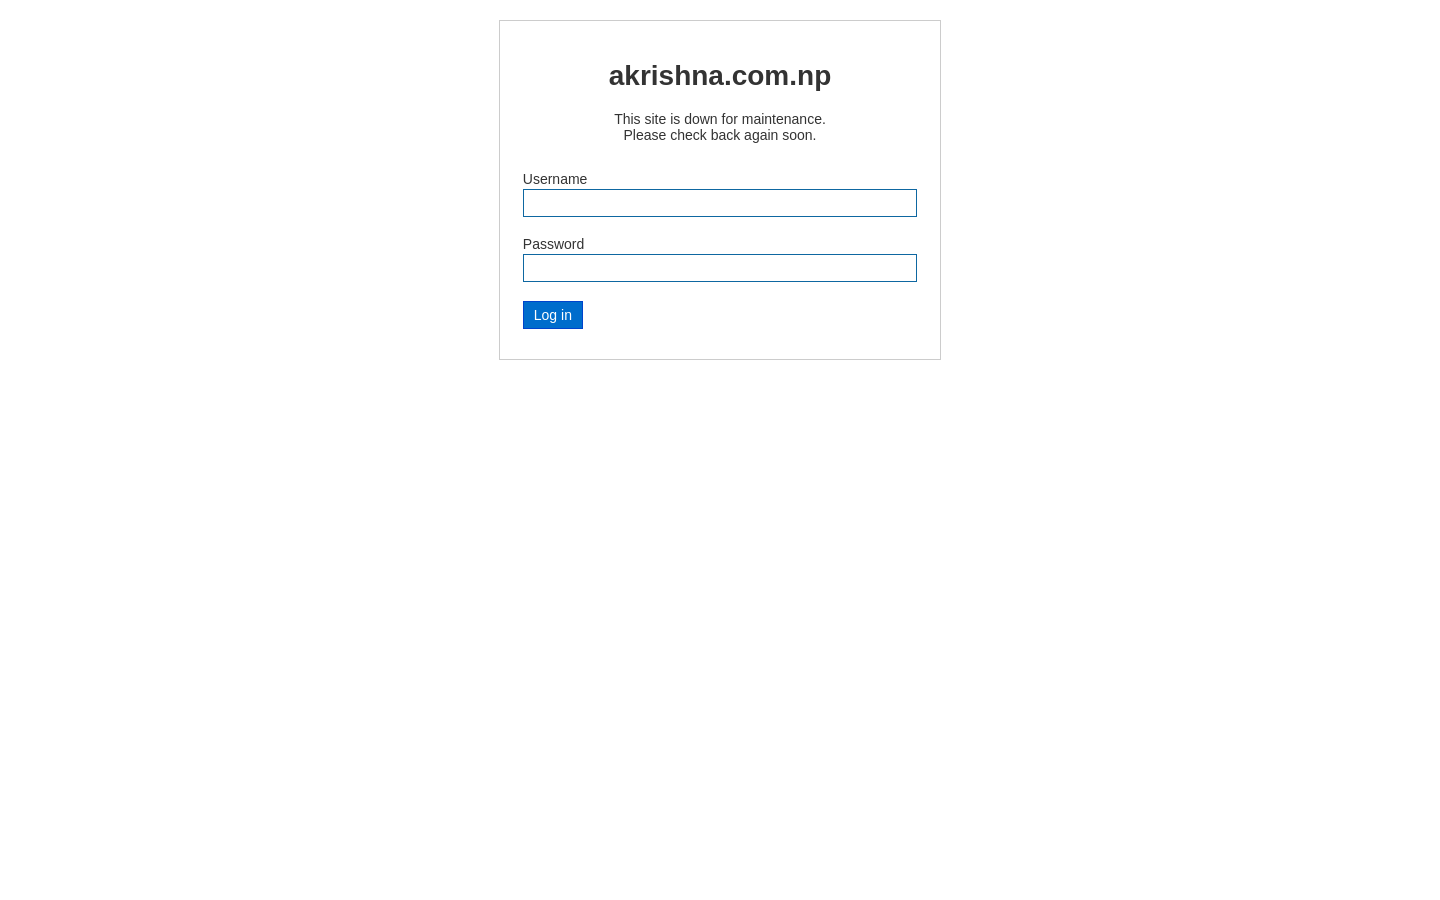 akrishna.com.np
This site is down for maintenance.
Please check back again soon.
Username
Password
Log in